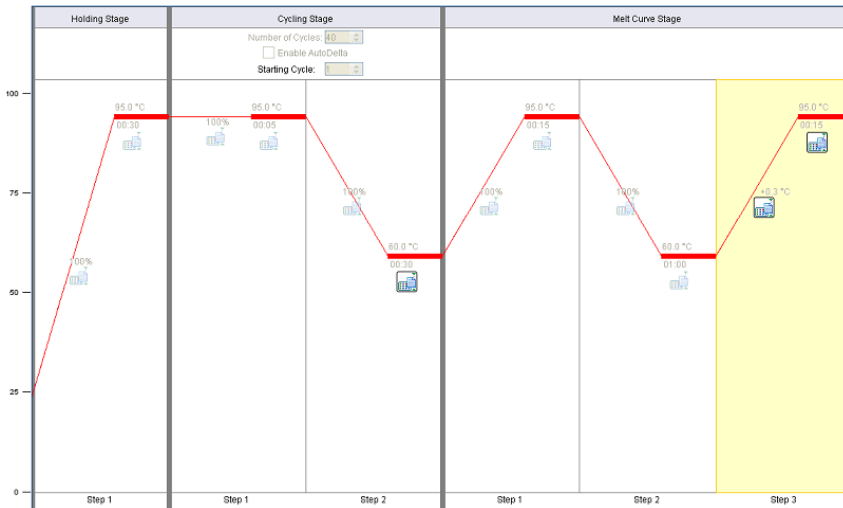 Holding Stage
Cycling Stage
Melt Curve Stage
Number of Cycles: 40
Enable AutoDelta
Starting Cycle: 1
100
75
50
25
0
95.0 °C
00:30
100%
100%
95.0 °C
00:05
100%
60.0 °C
00:30
100%
95.0 °C
00:15
100%
60.0 °C
01:00
+0.3 °C
95.0 °C
00:15
Step 1
Step 1
Step 2
Step 1
Step 2
Step 3